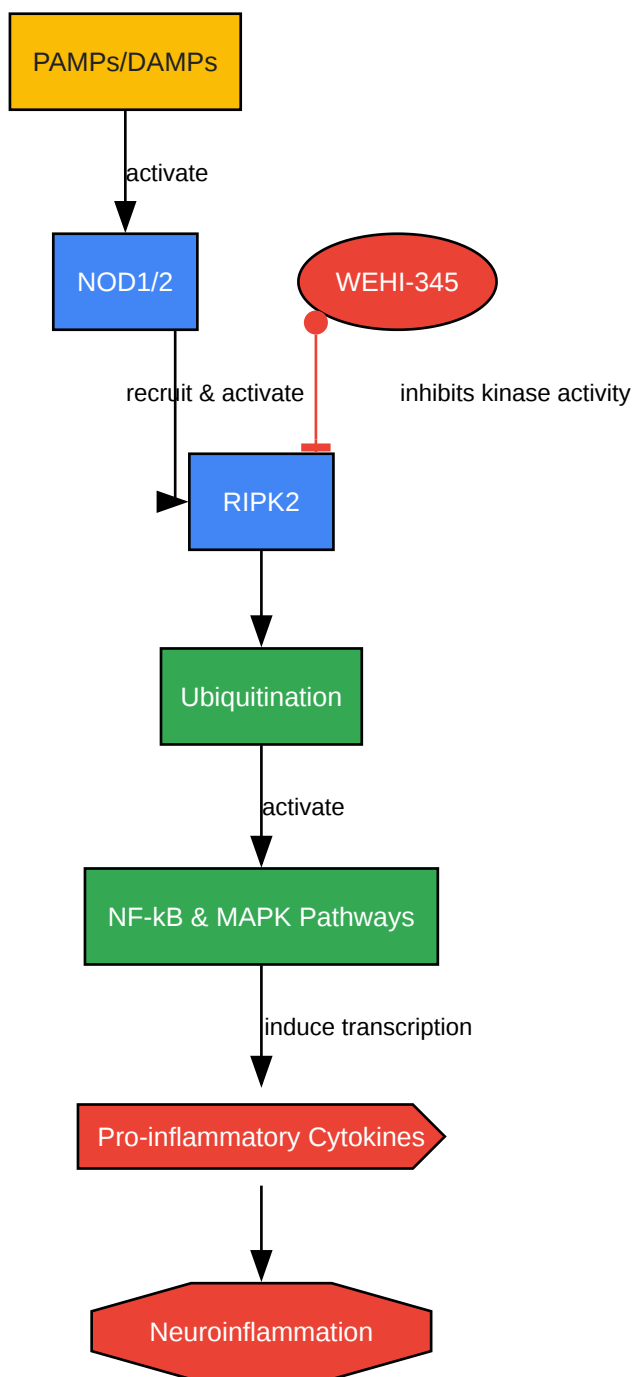 PAMPs/DAMPs
activate
NOD1/2
WEHI-345
recruit & activate
inhibits kinase activity
RIPK2
Ubiquitination
activate
NF-kB & MAPK Pathways
induce transcription
Pro-inflammatory Cytokines
Neuroinflammation